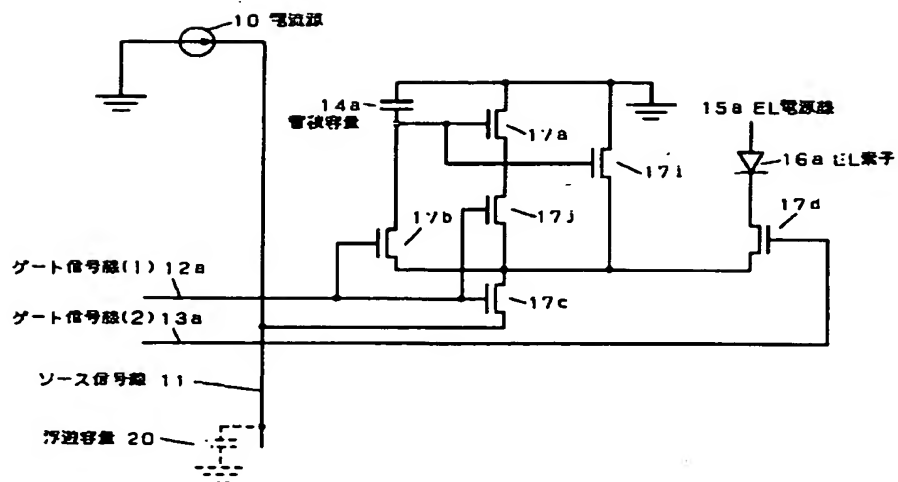 10 電流源
14a
蓄積容量
17a
15a EL電源線
16a EL素子
17i
17d
17j
17b
ゲート信号線(1) 12a
17c
ゲート信号線(2) 13a
ソース信号線 11
浮遊容量 20